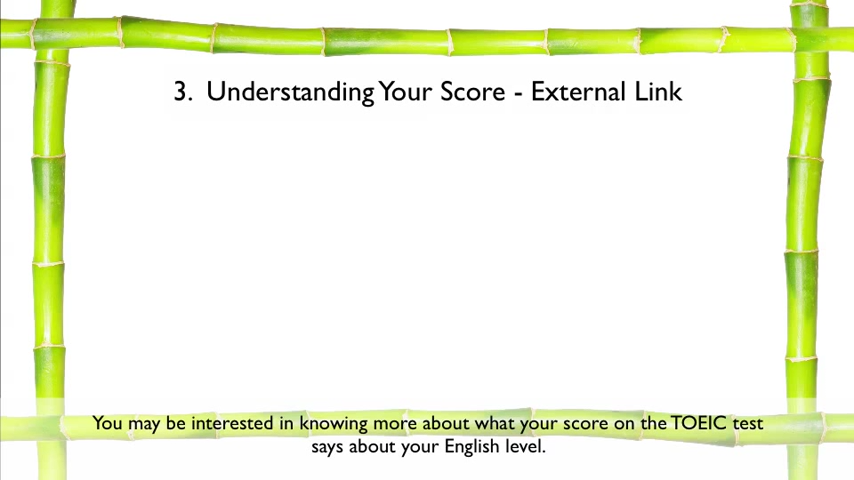 3. Understanding Your Score - External Link
You may be interested in knowing more about what your score on the TOEIC test
says about your English level.